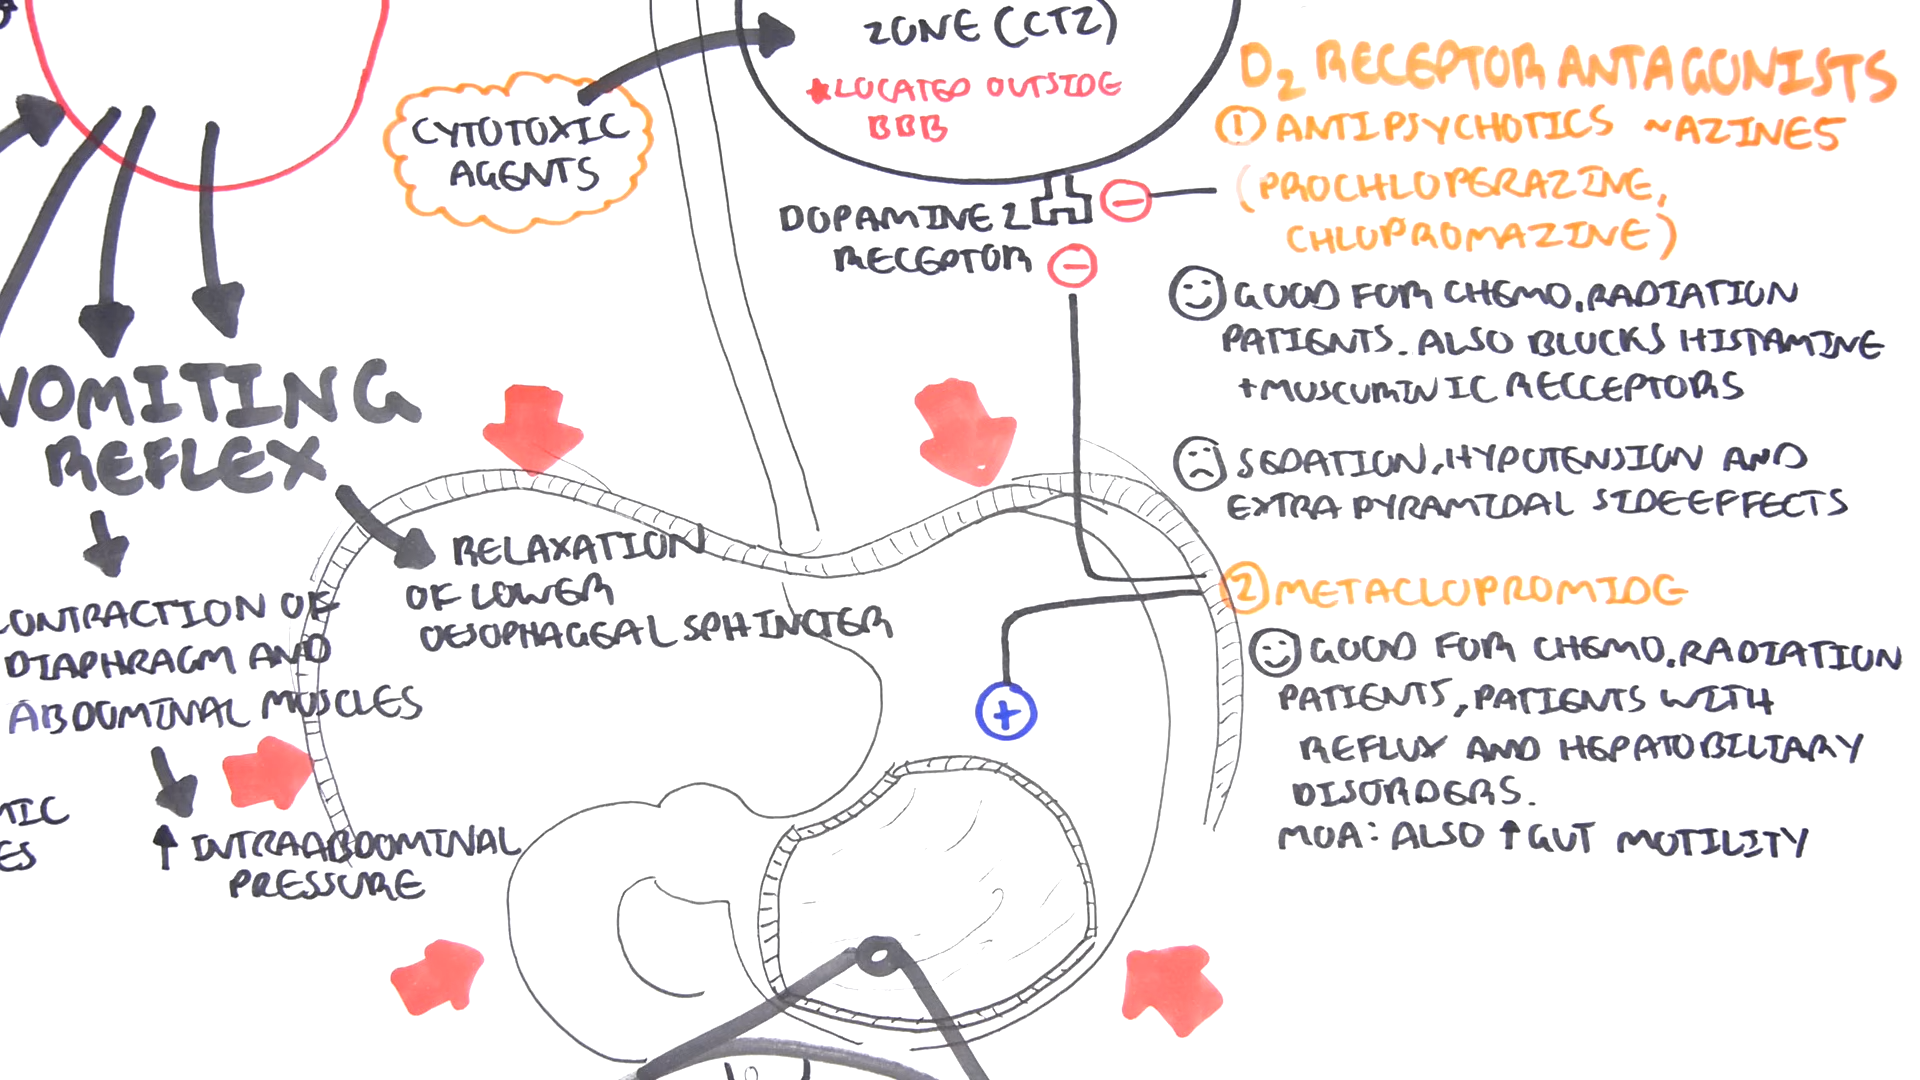 ZONE (CTZ)
*LOCATED OUTSIDE
BBB
CYTOTOXIC
AGENTS
DOPAMINE 2
RECEPTOR
D2 RECEPTOR ANTAGONISTS
① ANTIPSYCHOTICS ~AZINES
(PROCHLOPERAZINE,
CHLOPROMAZINE)
GOOD FOR CHEMO, RADIATION
PATIENTS. ALSO BLOCKS HISTAMINE
+ MUSCURINIC RECCEPTORS
SEDATION, HYPOTENSION AND
EXTRA PYRAMIDAL SIDE EFFECTS
② METACLOPROMIDE
GOOD FOR CHEMO, RADIATION
PATIENTS, PATIENTS WITH
REFLUX AND HEPATOBILIARY
DISORDERS.
MOA: ALSO ↑ GUT MOTILITY
VOMITING
REFLEX
RELAXATION
OF LOWER
OESOPHAGEAL SPHINCTER
CONTRACTION OF
DIAPHRAGM AND
ABDOMINAL MUSCLES
↑ INTRAABDOMINAL
PRESSURE